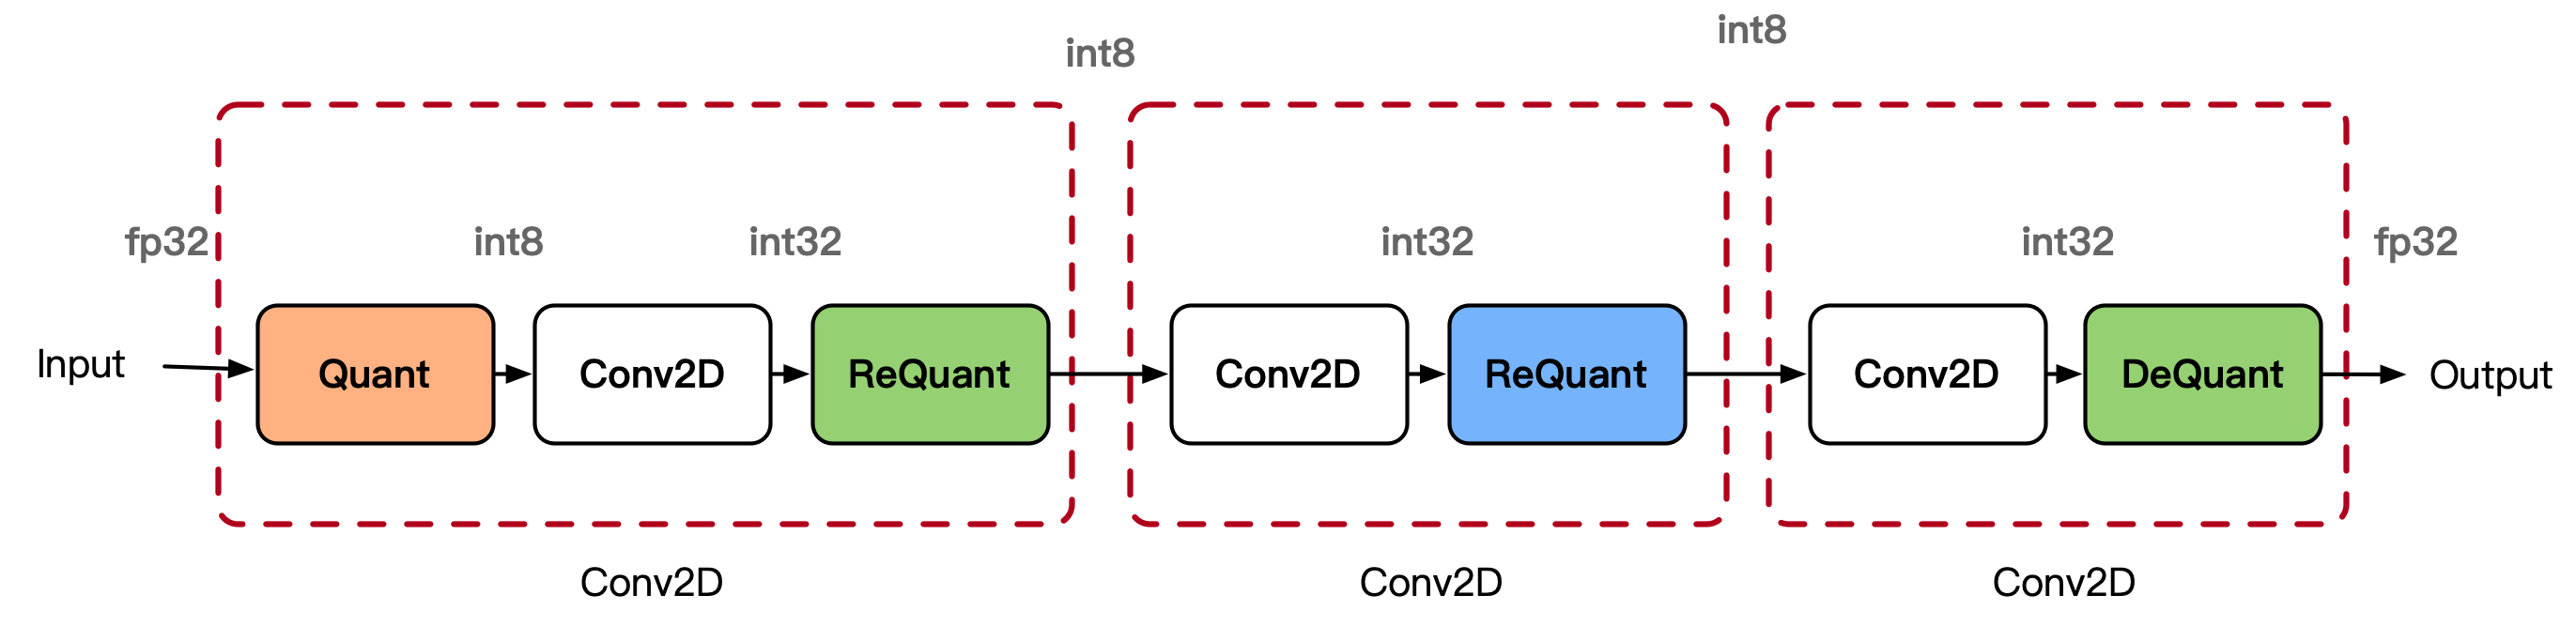 int8
int8
fp32
int8
int32
int32
int32
fp32
Input
Quant
Conv2D
ReQuant
Conv2D
ReQuant
Conv2D
DeQuant
Output
Conv2D
Conv2D
Conv2D